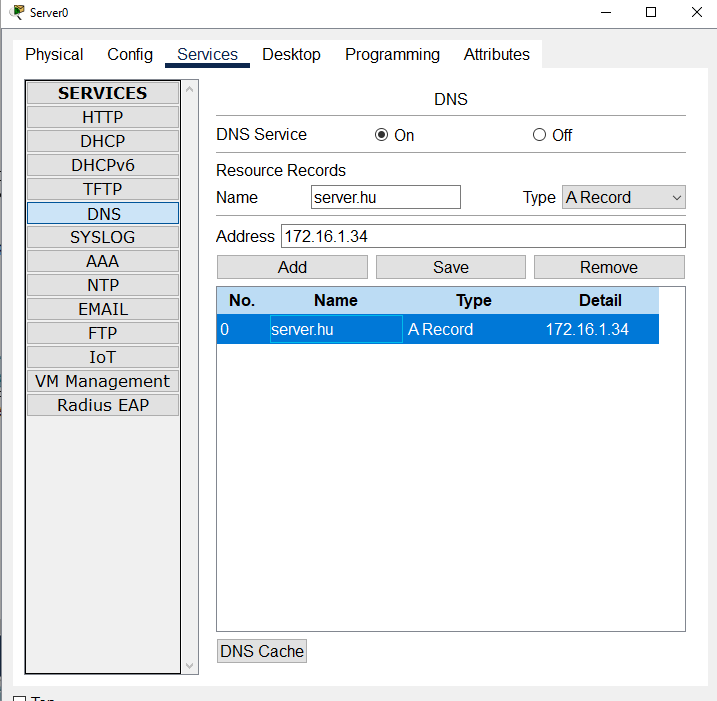 Server0
Physical Config Services Desktop Programming Attributes
SERVICES
HTTP
DHCP
DHCPv6
TFTP
DNS
SYSLOG
AAA
NTP
EMAIL
FTP
IoT
VM Management
Radius EAP
DNS
DNS Service On Off
Resource Records
Name server.hu Type A Record
Address 172.16.1.34
Add Save Remove
No. Name Type Detail
0 server.hu A Record 172.16.1.34
DNS Cache